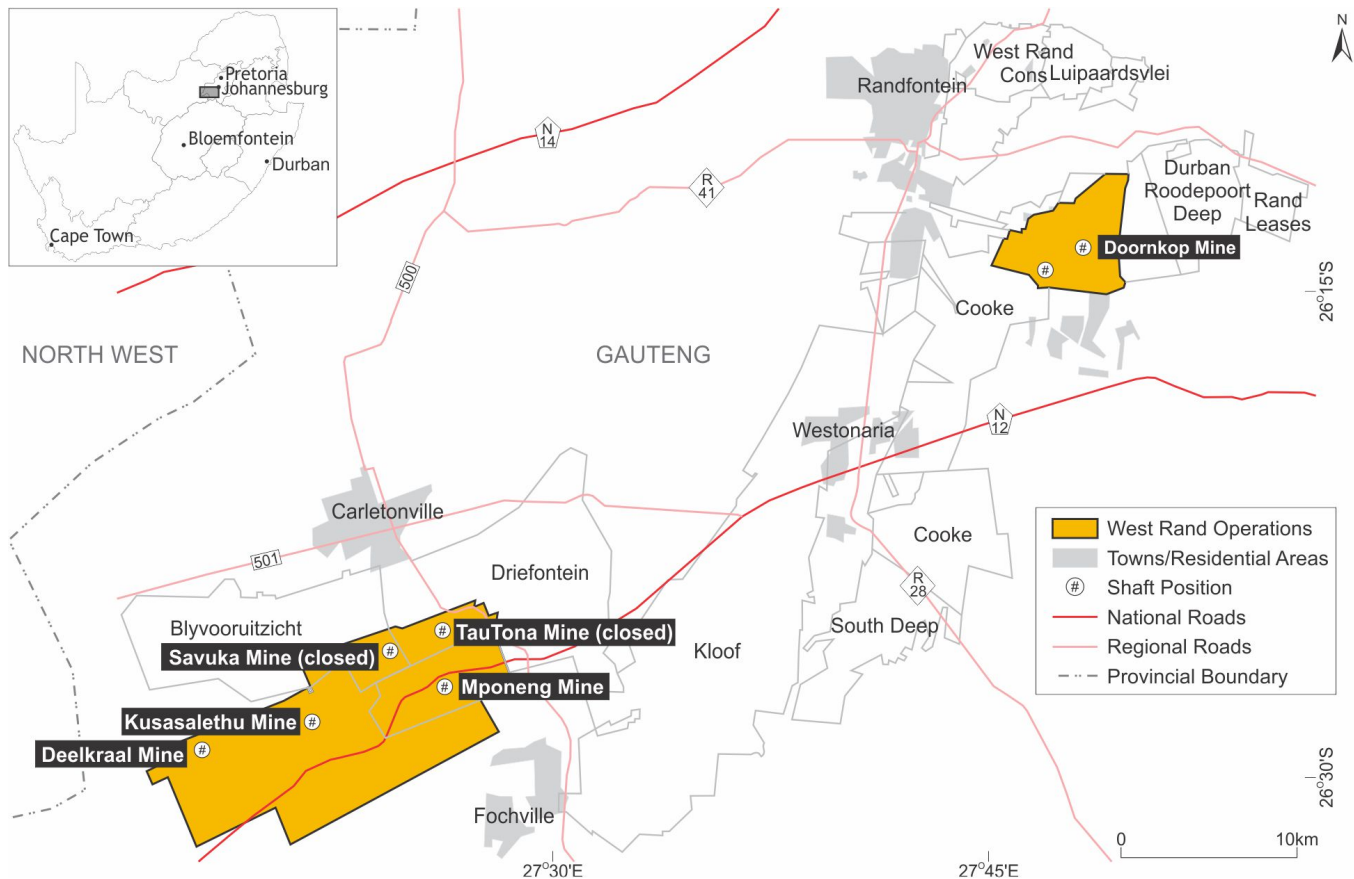 Pretoria
Johannesburg
Bloemfontein
Durban
Cape Town
N
14
R
41
500
Randfontein
West Rand
Cons
Luipaardsvlei
N
Durban
Roodepoort
Deep
Rand
Leases
#
Doornkop Mine
#
Cooke
26°15'S
NORTH WEST
GAUTENG
Westonaria
N
12
Carletonville
501
Driefontein
Cooke
R
28
Blyvooruitzicht
#
TauTona Mine (closed)
Savuka Mine (closed)
#
Kloof
South Deep
#
Mponeng Mine
Kusasalethu Mine
#
Deelkraal Mine
#
Fochville
West Rand Operations
Towns/Residential Areas
# Shaft Position
National Roads
Regional Roads
Provincial Boundary
26°30'S
0 10km
27°30'E
27°45'E